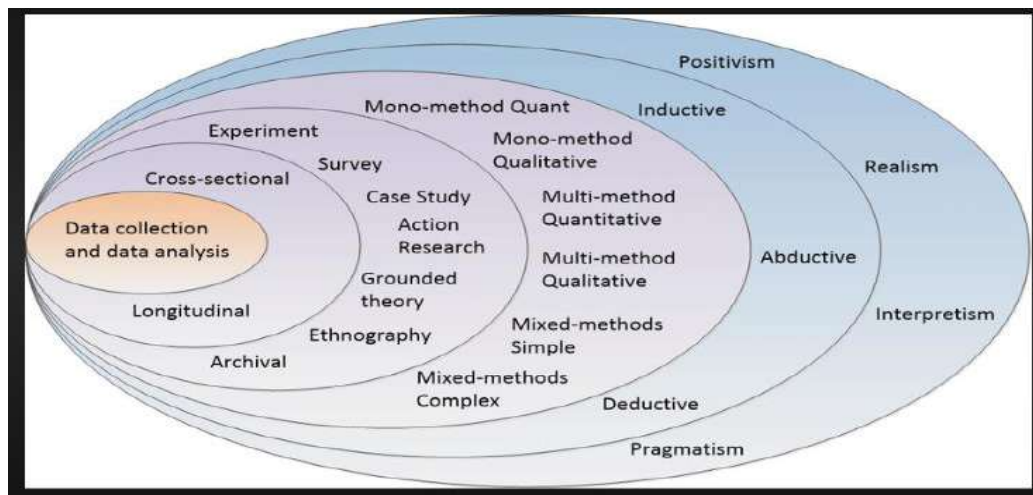 Positivism
Mono-method Quant
Inductive
Experiment
Mono-method
Qualitative
Survey
Realism
Cross-sectional
Case Study
Multi-method
Quantitative
Data collection
and data analysis
Action
Research
Multi-method
Qualitative
Abductive
Grounded
theory
Longitudinal
Interpretism
Ethnography
Mixed-methods
Simple
Archival
Mixed-methods
Complex
Deductive
Pragmatism